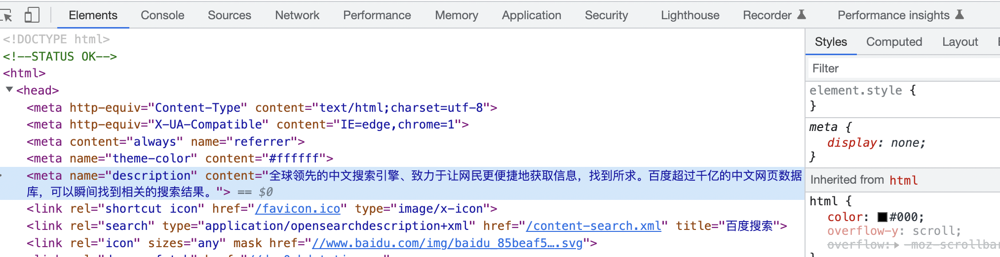 Elements Console Sources Network Performance Memory Application Security Lighthouse Recorder Performance insights
<!DOCTYPE html>
<!--STATUS OK-->
<html>
<head>
<meta http-equiv="Content-Type" content="text/html;charset=utf-8">
<meta http-equiv="X-UA-Compatible" content="IE=edge,chrome=1">
<meta content="always" name="referrer">
<meta name="theme-color" content="#ffffff">
<meta name="description" content="全球领先的中文搜索引擎、致力于让网民更便捷地获取信息，找到所求。百度超过千亿的中文网页数据
库，可以瞬间找到相关的搜索结果。"> == $0
<link rel="shortcut icon" href="/favicon.ico" type="image/x-icon">
<link rel="search" type="application/opensearchdescription+xml" href="/content-search.xml" title="百度搜索">
<link rel="icon" sizes="any" mask href="//www.baidu.com/img/baidu_85beaf5….svg">
Styles Computed Layout
Filter
element.style {
}
meta {
display: none;
}
Inherited from html
html {
color: #000;
overflow-y: scroll;
overflow: -moz-scrollbar